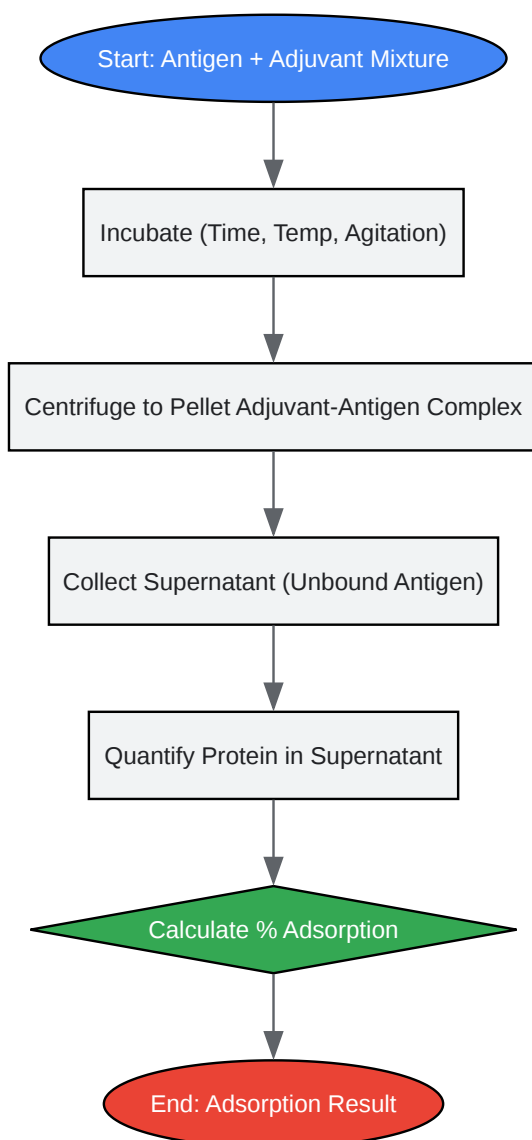 Start: Antigen + Adjuvant Mixture
Incubate (Time, Temp, Agitation)
Centrifuge to Pellet Adjuvant-Antigen Complex
Collect Supernatant (Unbound Antigen)
Quantify Protein in Supernatant
Calculate % Adsorption
End: Adsorption Result